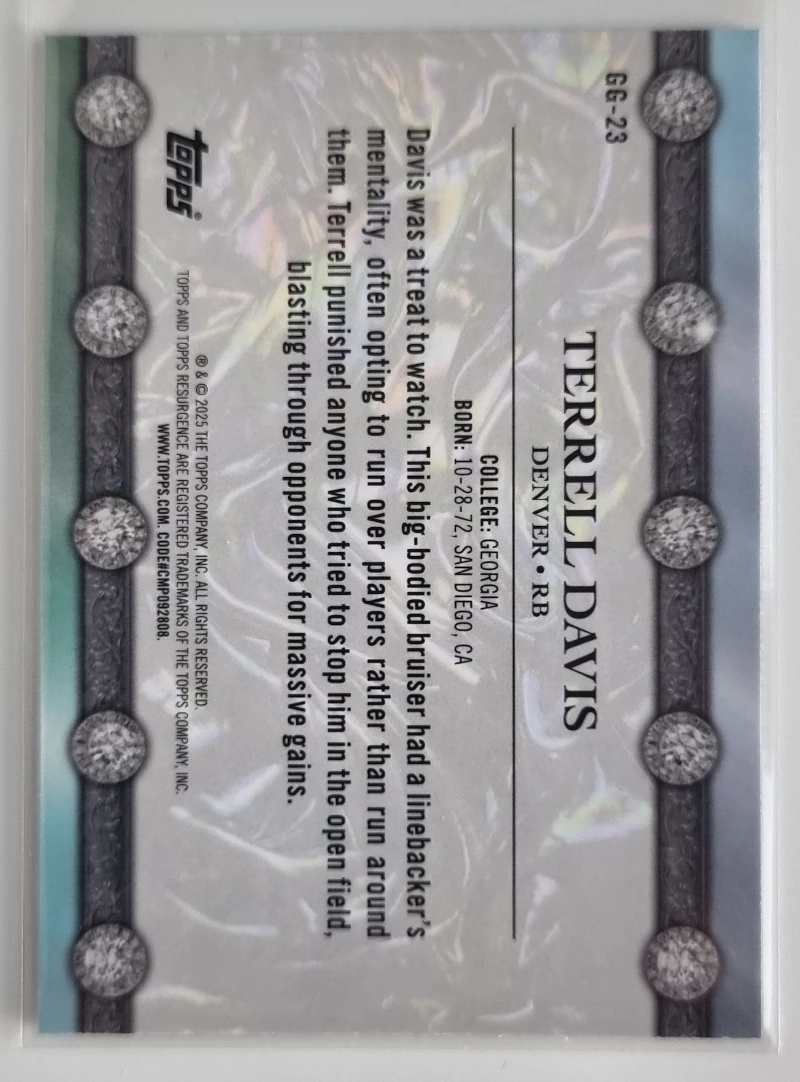 GG-23
TERRELL DAVIS
DENVER • RB
COLLEGE: GEORGIA
BORN: 10-28-72, SAN DIEGO, CA
Davis was a treat to watch. This big-bodied bruiser had a linebacker's
mentality, often opting to run over players rather than run around
them. Terrell punished anyone who tried to stop him in the open field,
blasting through opponents for massive gains.
topps®
® & © 2025 THE TOPPS COMPANY, INC. ALL RIGHTS RESERVED.
TOPPS AND TOPPS RESURGENCE ARE REGISTERED TRADEMARKS OF THE TOPPS COMPANY, INC.
WWW.TOPPS.COM. CODE#CMP092808.